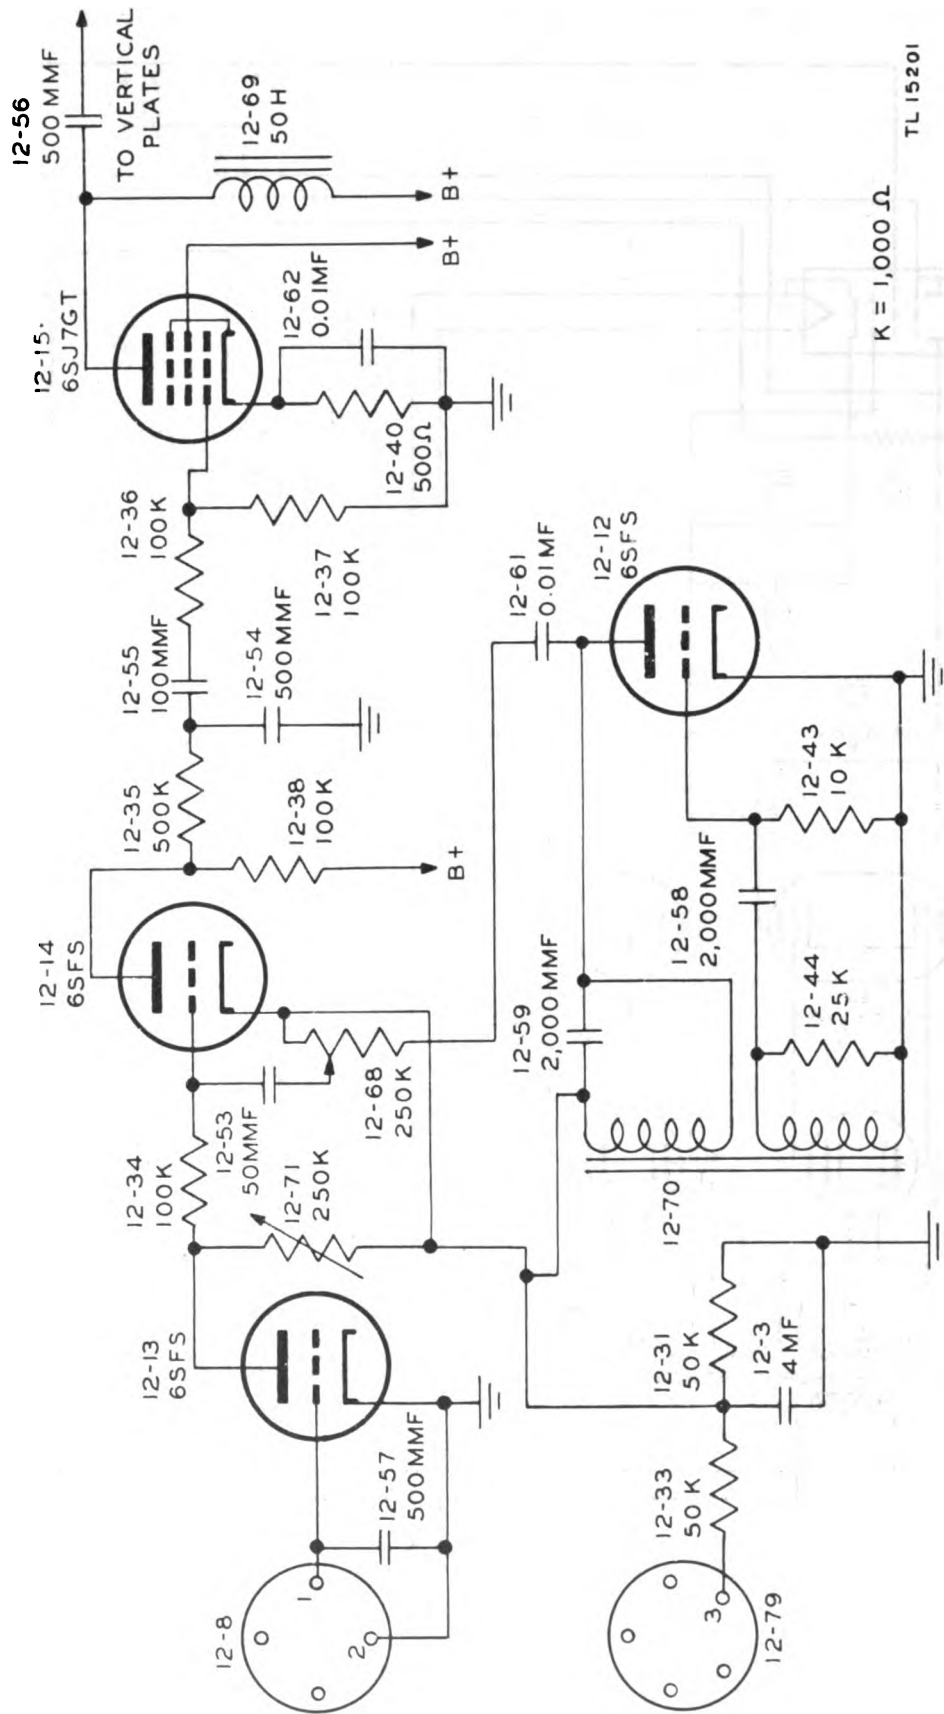 12-56
500 MMF
TO VERTICAL
PLATES
12-69
50H
B+
B+
12-15.
6SJ7GT
12-62
0.01MF
12-40
500Ω
12-36
100K
12-37
100K
12-55
100MMF
12-54
500MMF
12-35
500K
12-38
100K
B+
12-14
6SFS
12-34
100K
12-53
50MMF
12-68
250K
12-71
250K
12-13
6SFS
12-57
500MMF
12-8
1
2
12-61
0.01MF
12-12
6SFS
12-59
2,000MMF
12-58
2,000MMF
12-43
10K
12-44
25K
12-70
12-31
50K
12-3
4MF
12-33
50K
3
12-79
K = 1,000 Ω
TL 15201